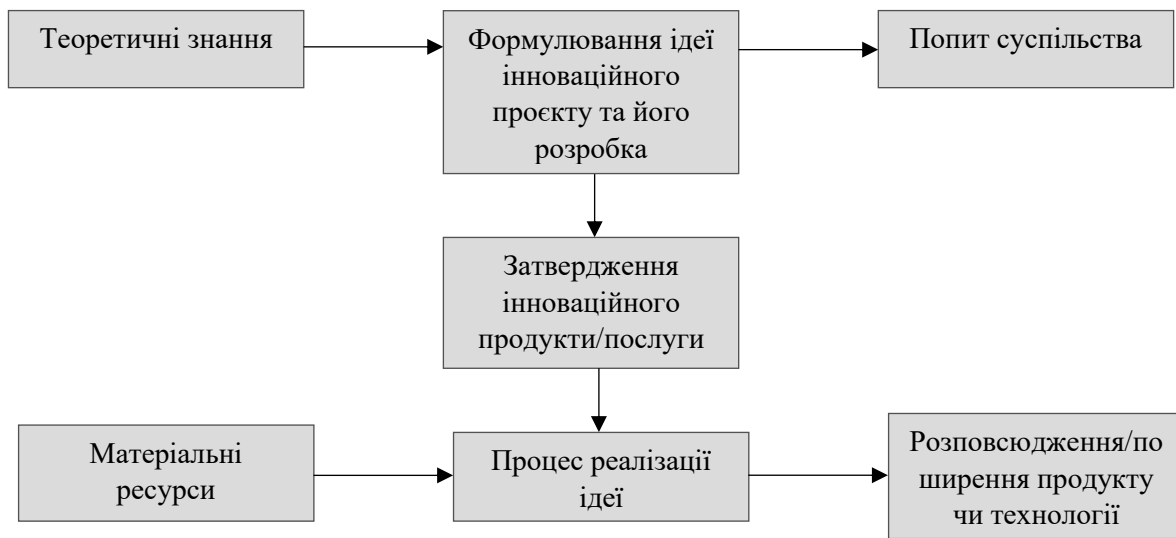 Теоретичні знання
Формулювання ідеї
інноваційного
проєкту та його
розробка
Попит суспільства
Затвердження
інноваційного
продукти/послуги
Матеріальні
ресурси
Процес реалізації
ідеї
Розповсюдження/по
ширення продукту
чи технології